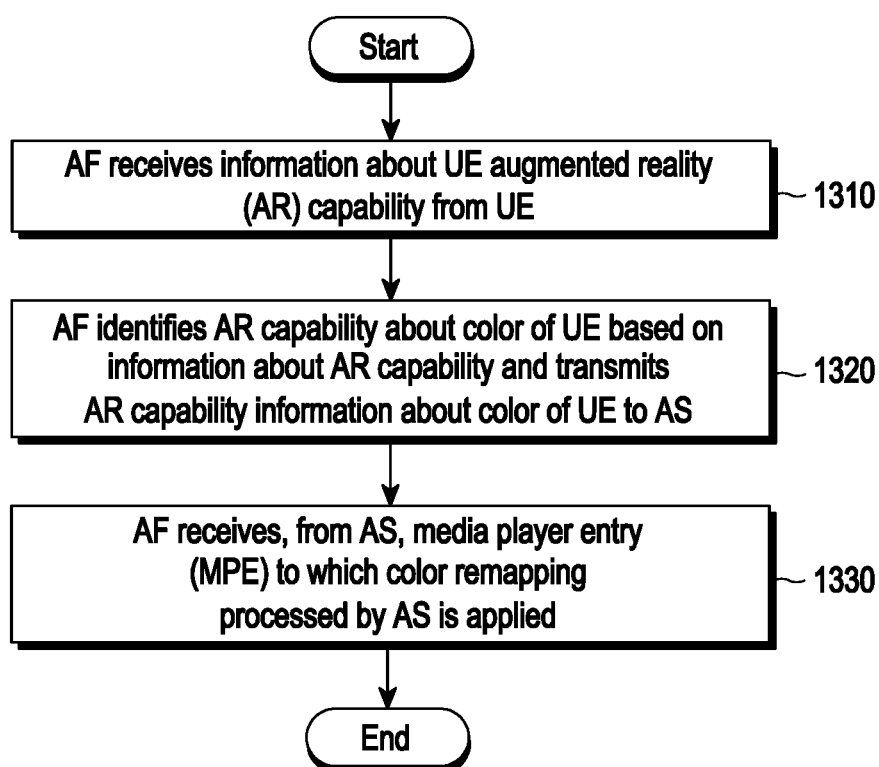 Start
AF receives information about UE augmented reality
(AR) capability from UE
1310
AF identifies AR capability about color of UE based on
information about AR capability and transmits
AR capability information about color of UE to AS
1320
AF receives, from AS, media player entry
(MPE) to which color remapping
processed by AS is applied
1330
End